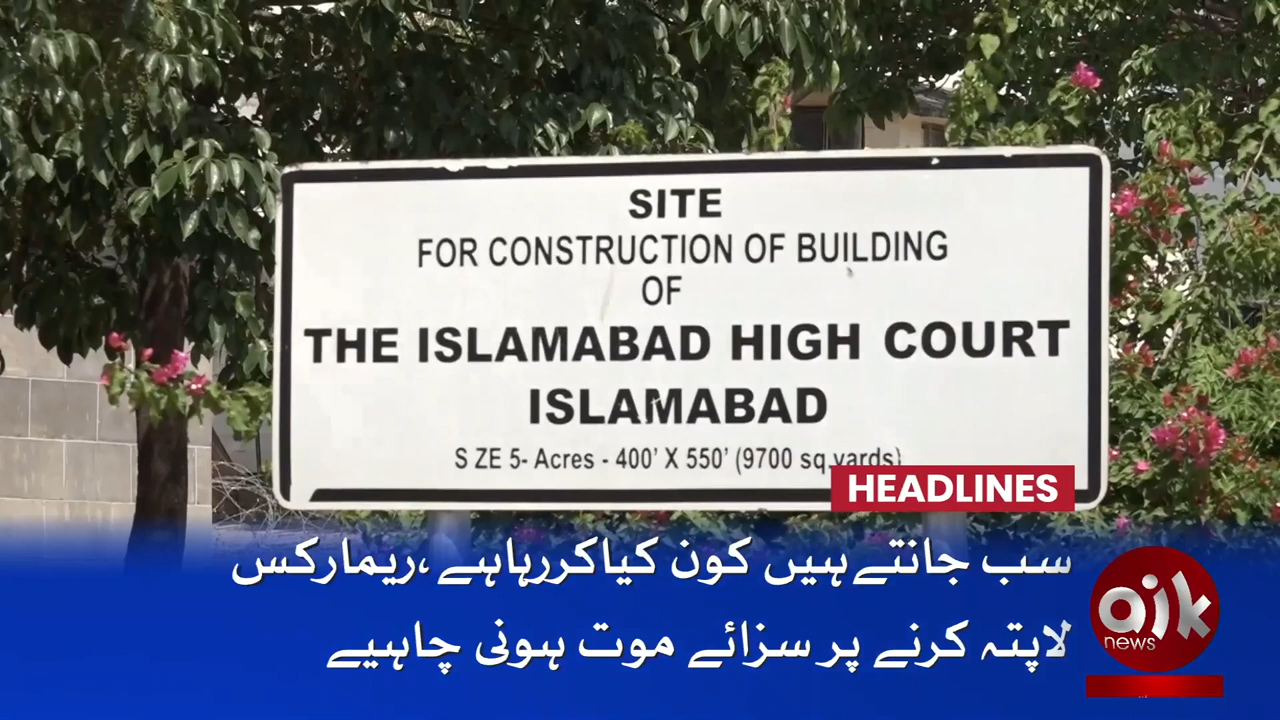 SITE
FOR CONSTRUCTION OF BUILDING
OF
THE ISLAMABAD HIGH COURT
ISLAMABAD
S ZE 5- Acres - 400' X 550' (9700 sq.yards)
HEADLINES
سب جانتے ہیں کون کیا کررہا ہے ،ریمارکس
لاپتہ کرنے پر سزائے موت ہونی چاہیے
ajk
news